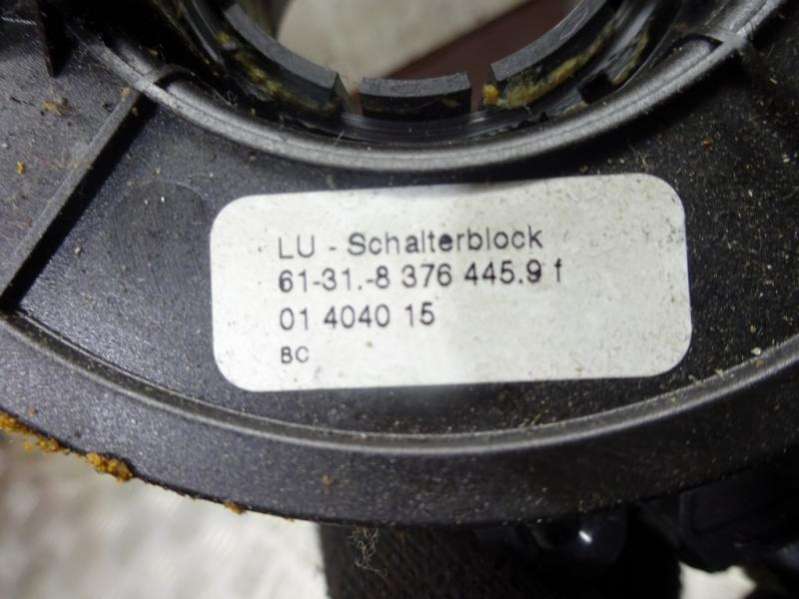 LU - Schalterblock
61-31.-8 376 445.9 f
01 4040 15
BC